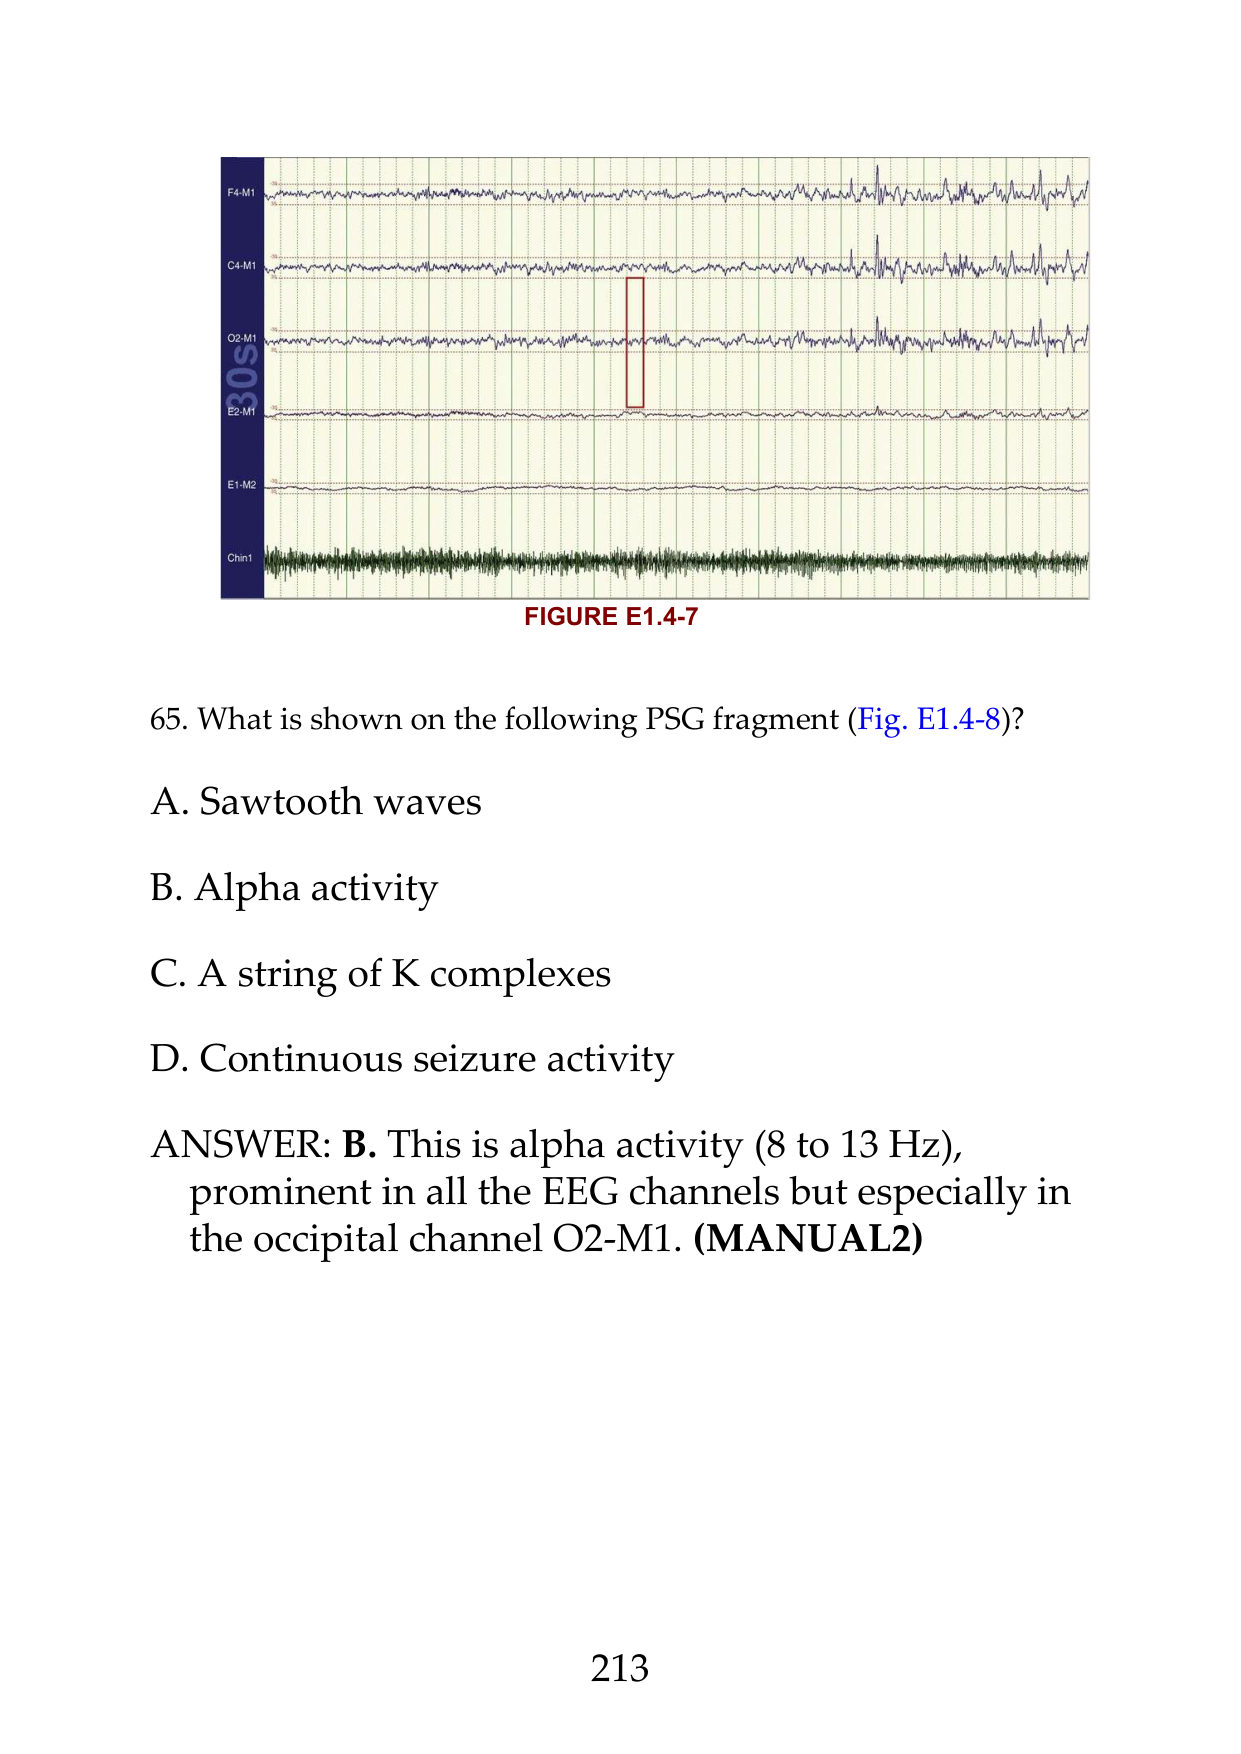 F4-M1
C4-M1
O2-M1
30s
E2-M1
E1-M2
Chin1
FIGURE E1.4-7
65. What is shown on the following PSG fragment (Fig. E1.4-8)?
A. Sawtooth waves
B. Alpha activity
C. A string of K complexes
D. Continuous seizure activity
ANSWER: B. This is alpha activity (8 to 13 Hz),
prominent in all the EEG channels but especially in
the occipital channel O2-M1. (MANUAL2)
213